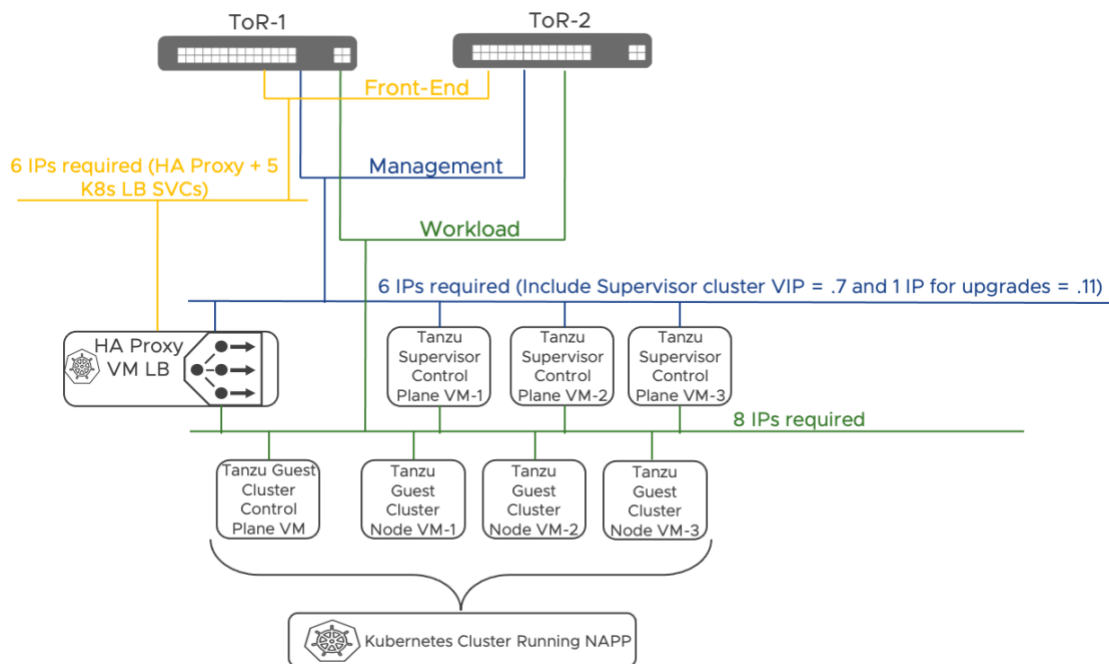 ToR-1
ToR-2
Front-End
6 IPs required (HA Proxy + 5
K8s LB SVCs)
Management
Workload
6 IPs required (Include Supervisor cluster VIP = .7 and 1 IP for upgrades = .11)
HA Proxy
VM LB
Tanzu
Supervisor
Control
Plane VM-1
Tanzu
Supervisor
Control
Plane VM-2
Tanzu
Supervisor
Control
Plane VM-3
8 IPs required
Tanzu Guest
Cluster
Control
Plane VM
Tanzu
Guest
Cluster
Node VM-1
Tanzu
Guest
Cluster
Node VM-2
Tanzu
Guest
Cluster
Node VM-3
Kubernetes Cluster Running NAPP